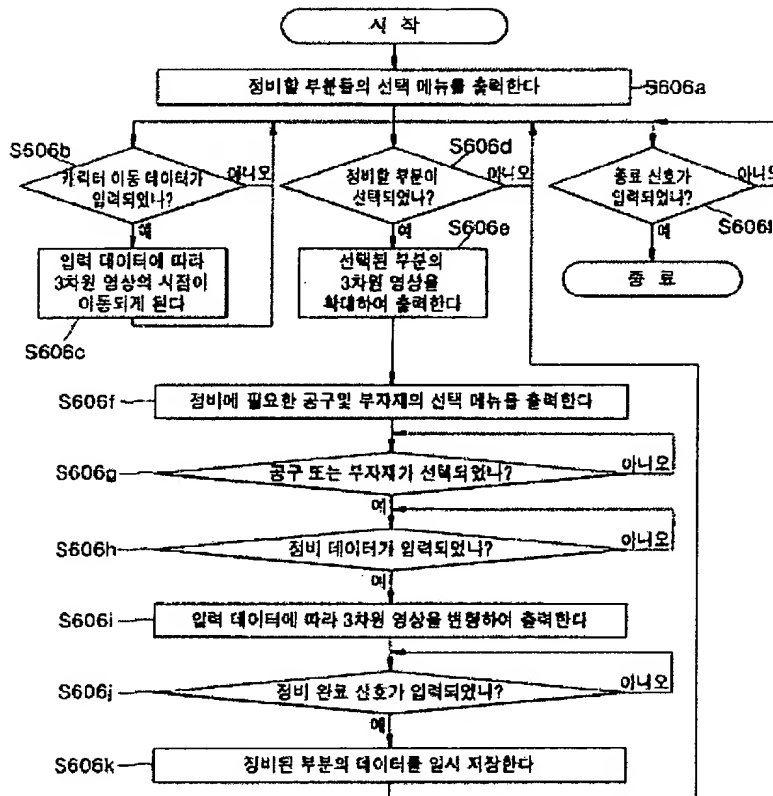 시 작
정비할 부분들의 선택 메뉴를 출력한다
S606a
S606b
캐릭터 이동 데이터가
입력되었나?
아니오
예
입력 데이터에 따라
3차원 영상의 시점이
이동되게 된다
S606c
S606d
정비할 부분이
선택되었나?
아니오
예
S606e
선택된 부분의
3차원 영상을
확대하여 출력한다
종료 신호가
입력되었나?
아니오
예
종 료
S606f
정비에 필요한 공구및 부자재의 선택 메뉴를 출력한다
S606g
공구 또는 부자재가 선택되었나?
아니오
예
S606h
정비 데이터가 입력되었나?
아니오
예
S606i
입력 데이터에 따라 3차원 영상을 변형하여 출력한다
S606j
정비 완료 신호가 입력되었나?
아니오
예
S606k
정비된 부분의 데이터를 일시 저장한다